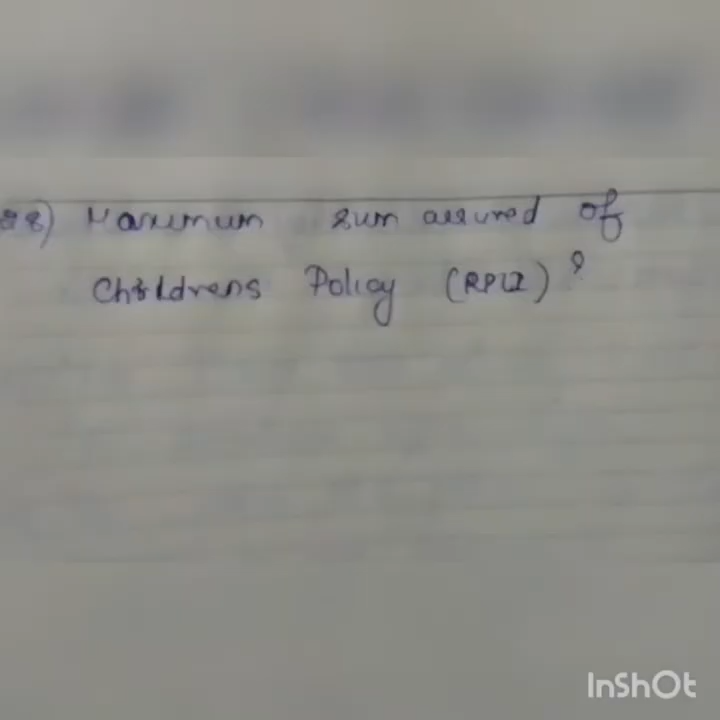 28) Maximum sum assured of
Childrens Policy (RPLI) ?
InShOt